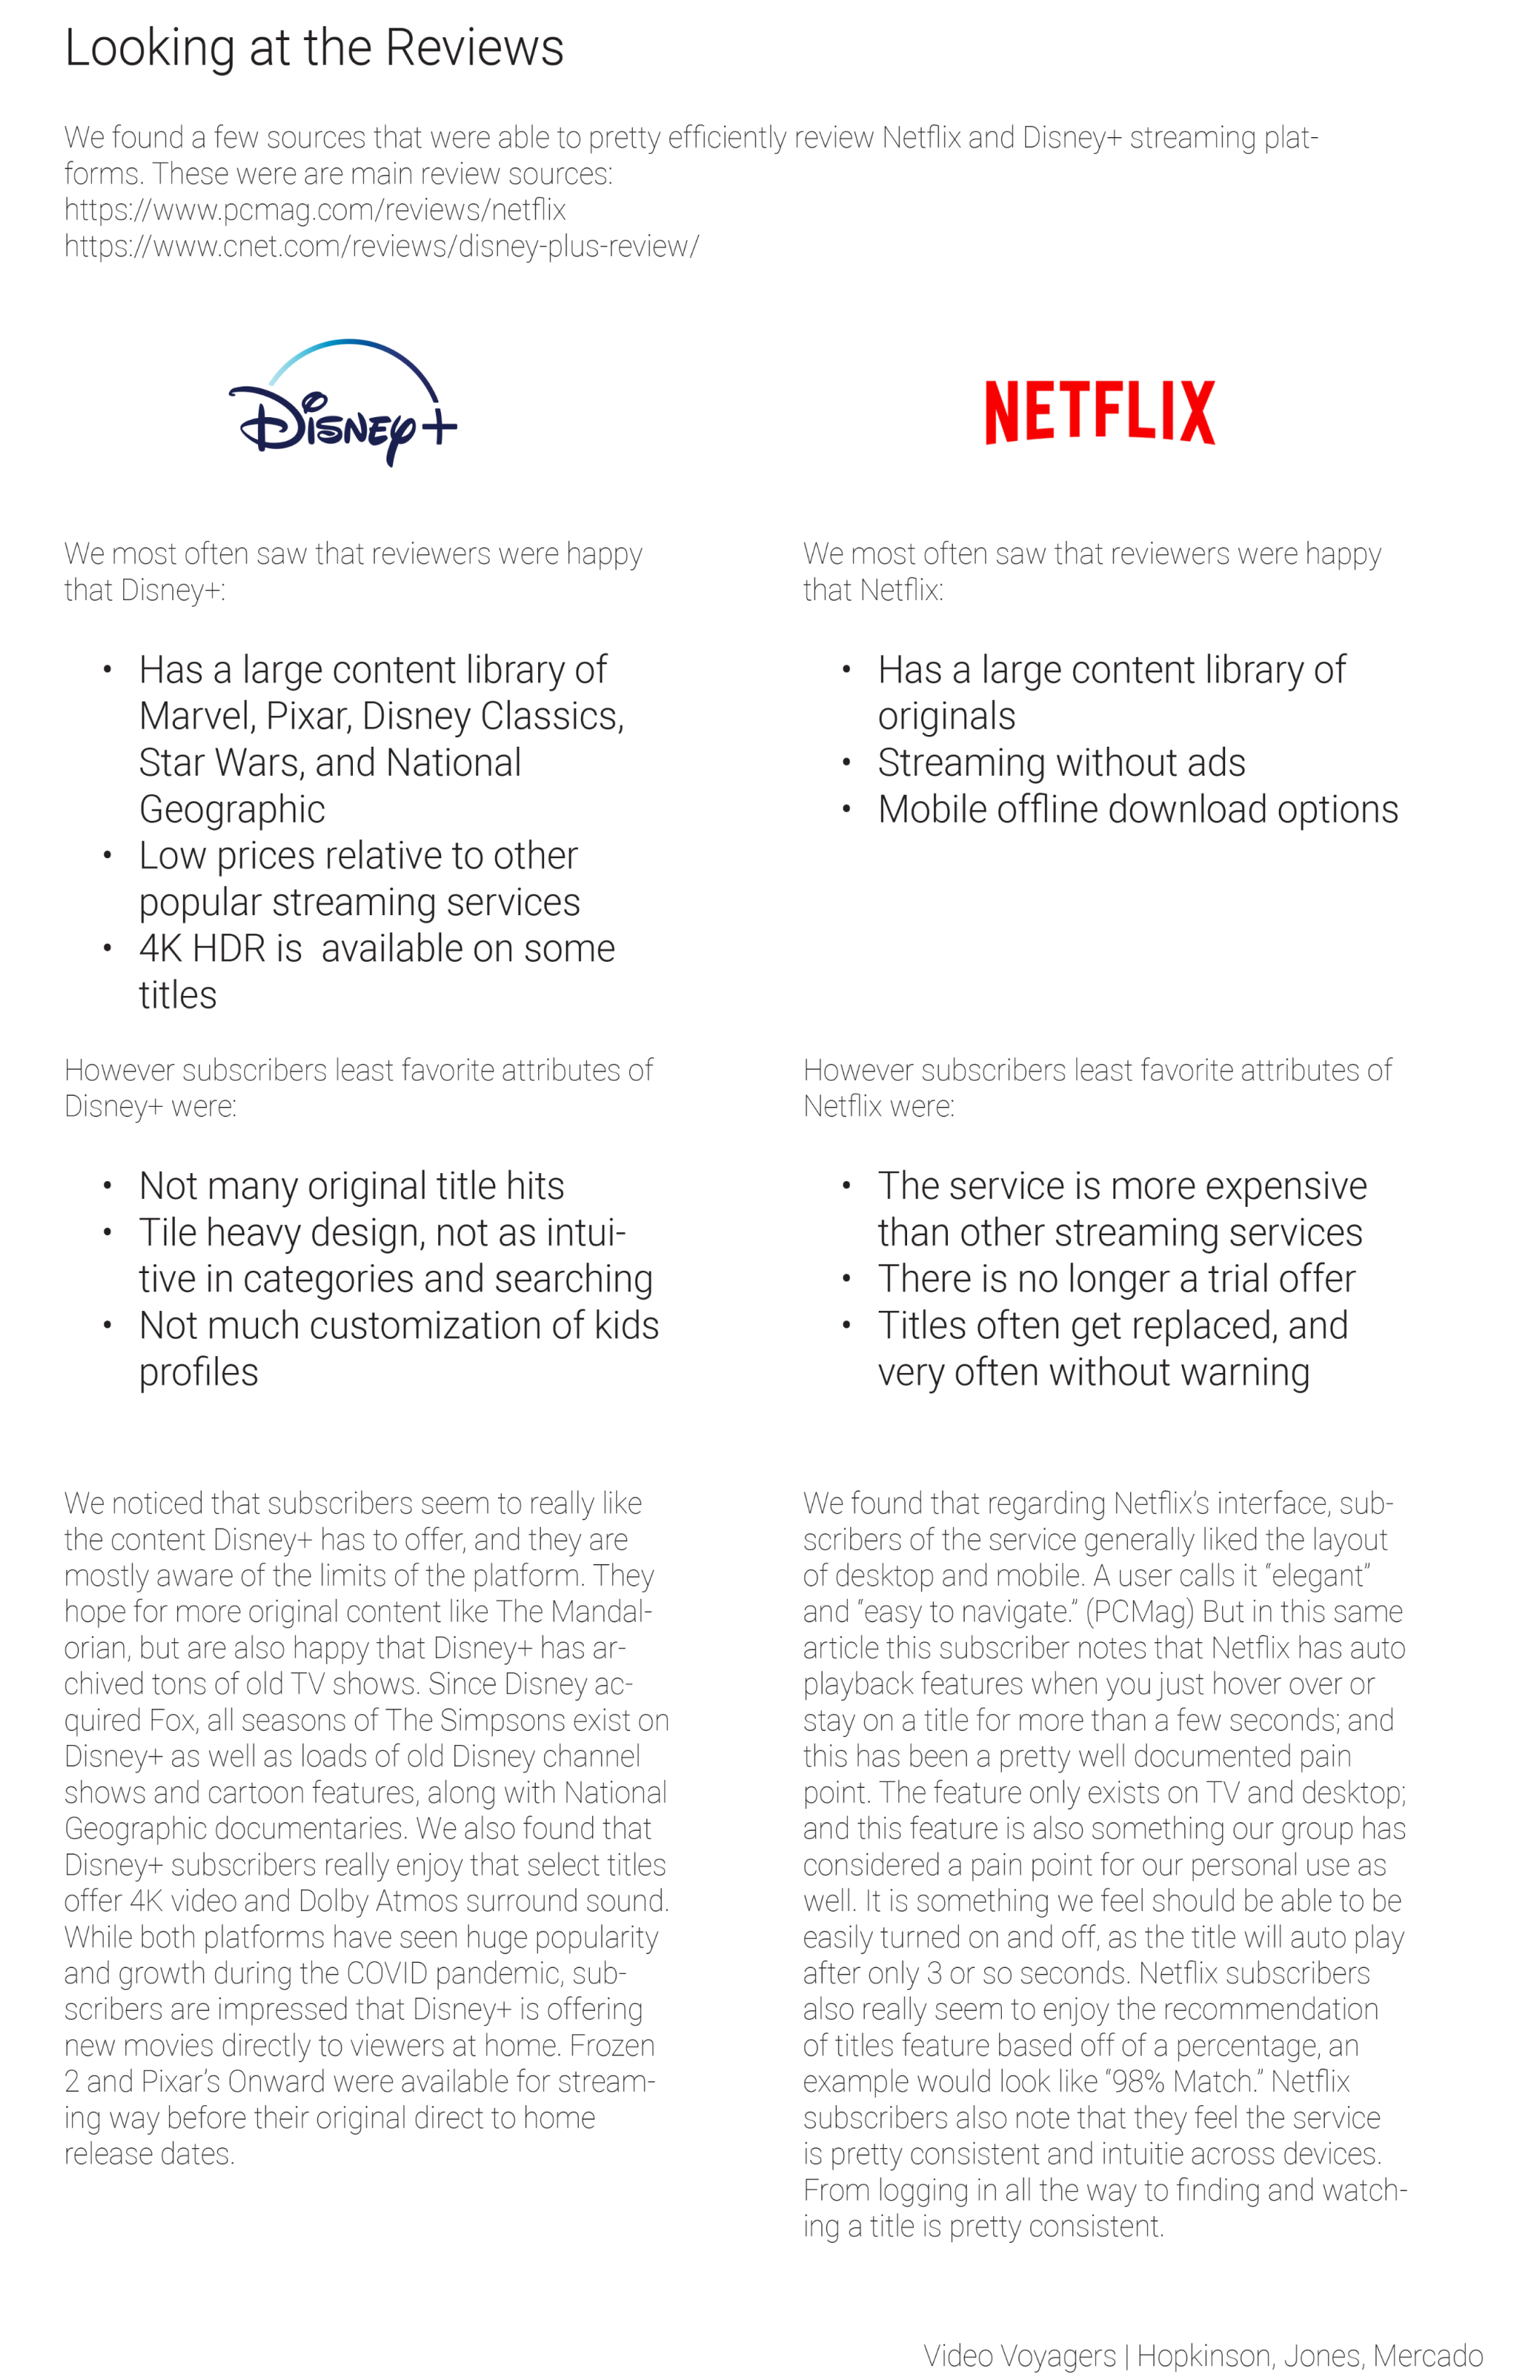 Looking at the Reviews
We found a few sources that were able to pretty efficiently review Netflix and Disney+ streaming plat-
forms. These were are main review sources:
https://www.pcmag.com/reviews/netflix
https://www.cnet.com/reviews/disney-plus-review/
Disney+
We most often saw that reviewers were happy
that Disney+:
• Has a large content library of
Marvel, Pixar, Disney Classics,
Star Wars, and National
Geographic
• Low prices relative to other
popular streaming services
• 4K HDR is  available on some
titles
However subscribers least favorite attributes of
Disney+ were:
• Not many original title hits
• Tile heavy design, not as intui-
tive in categories and searching
• Not much customization of kids
profiles
We noticed that subscribers seem to really like
the content Disney+ has to offer, and they are
mostly aware of the limits of the platform. They
hope for more original content like The Mandal-
orian, but are also happy that Disney+ has ar-
chived tons of old TV shows. Since Disney ac-
quired Fox, all seasons of The Simpsons exist on
Disney+ as well as loads of old Disney channel
shows and cartoon features, along with National
Geographic documentaries. We also found that
Disney+ subscribers really enjoy that select titles
offer 4K video and Dolby Atmos surround sound.
While both platforms have seen huge popularity
and growth during the COVID pandemic, sub-
scribers are impressed that Disney+ is offering
new movies directly to viewers at home. Frozen
2 and Pixar's Onward were available for stream-
ing way before their original direct to home
release dates.
NETFLIX
We most often saw that reviewers were happy
that Netflix:
• Has a large content library of
originals
• Streaming without ads
• Mobile offline download options
However subscribers least favorite attributes of
Netflix were:
• The service is more expensive
than other streaming services
• There is no longer a trial offer
• Titles often get replaced, and
very often without warning
We found that regarding Netflix's interface, sub-
scribers of the service generally liked the layout
of desktop and mobile. A user calls it “elegant”
and “easy to navigate.” (PCMag) But in this same
article this subscriber notes that Netflix has auto
playback features when you just hover over or
stay on a title for more than a few seconds; and
this has been a pretty well documented pain
point. The feature only exists on TV and desktop;
and this feature is also something our group has
considered a pain point for our personal use as
well. It is something we feel should be able to be
easily turned on and off, as the title will auto play
after only 3 or so seconds. Netflix subscribers
also really seem to enjoy the recommendation
of titles feature based off of a percentage, an
example would look like “98% Match.” Netflix
subscribers also note that they feel the service
is pretty consistent and intuitie across devices.
From logging in all the way to finding and watch-
ing a title is pretty consistent.
Video Voyagers | Hopkinson, Jones, Mercado